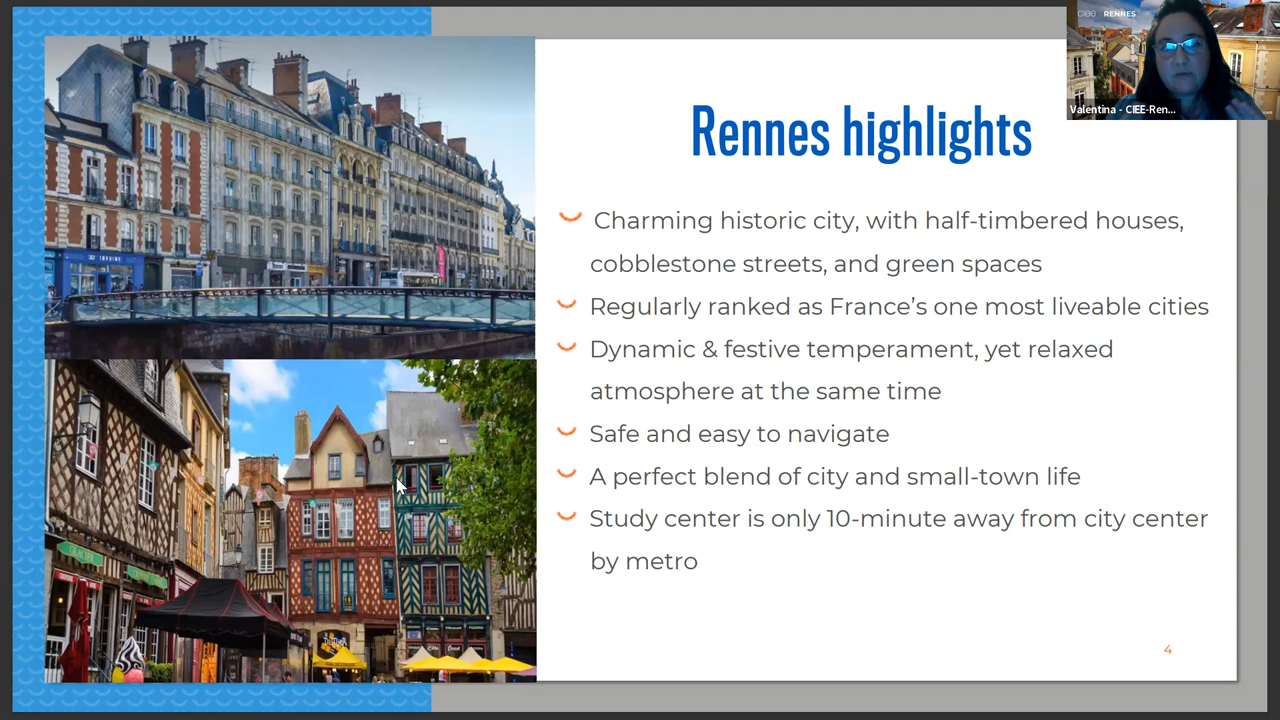 ciee RENNES
Valentina - CIEE-Ren...
Rennes highlights
Charming historic city, with half-timbered houses,
cobblestone streets, and green spaces
Regularly ranked as France’s one most liveable cities
Dynamic & festive temperament, yet relaxed
atmosphere at the same time
Safe and easy to navigate
A perfect blend of city and small-town life
Study center is only 10-minute away from city center
by metro
4